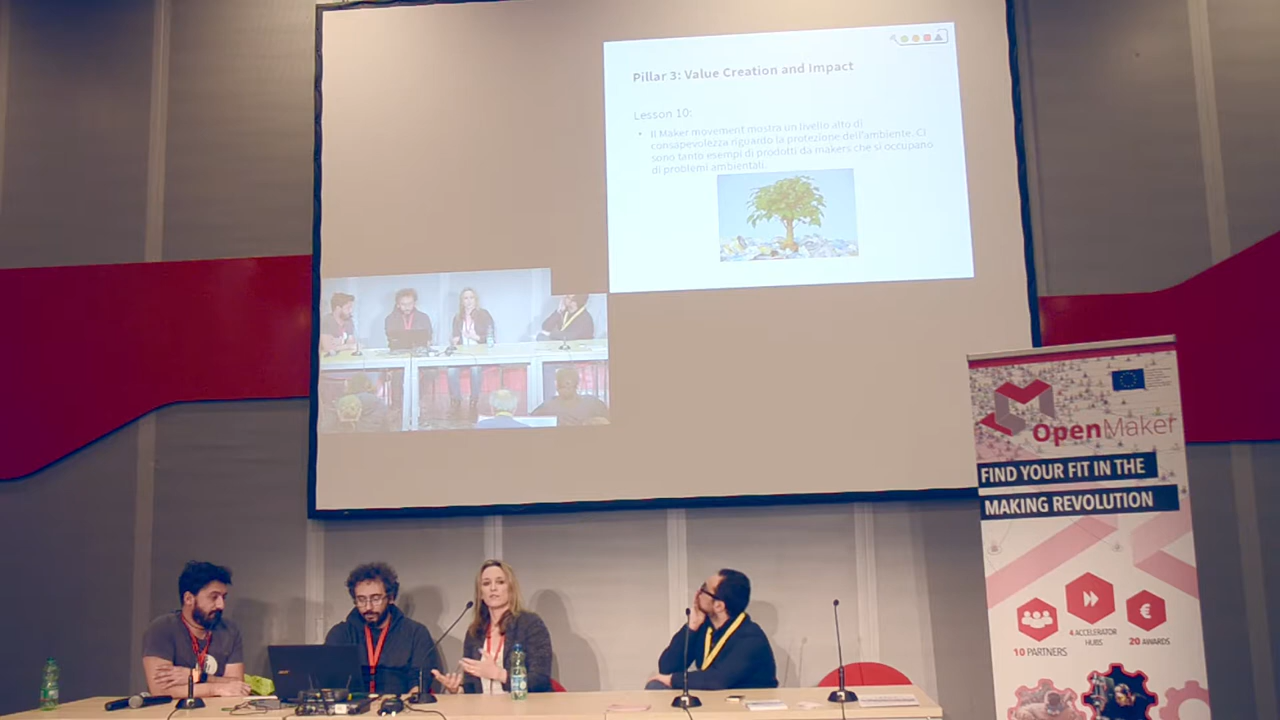 Pillar 3: Value Creation and Impact
Lesson 10:
• Il Maker movement mostra un livello alto di
consapevolezza riguardo la protezione dell'ambiente. Ci
sono tanto esempi di prodotti da makers che si occupano
di problemi ambientali.
OpenMaker
FIND YOUR FIT IN THE
MAKING REVOLUTION
4 ACCELERATOR
HUBS
20 AWARDS
10 PARTNERS
acer